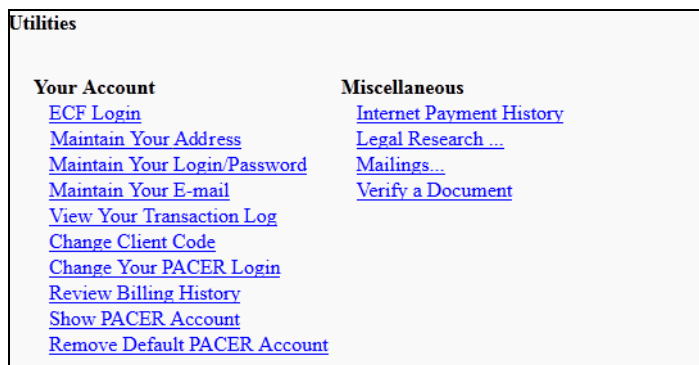 Utilities
Your Account
ECF Login
Maintain Your Address
Maintain Your Login/Password
Maintain Your E-mail
View Your Transaction Log
Change Client Code
Change Your PACER Login
Review Billing History
Show PACER Account
Remove Default PACER Account
Miscellaneous
Internet Payment History
Legal Research ...
Mailings...
Verify a Document